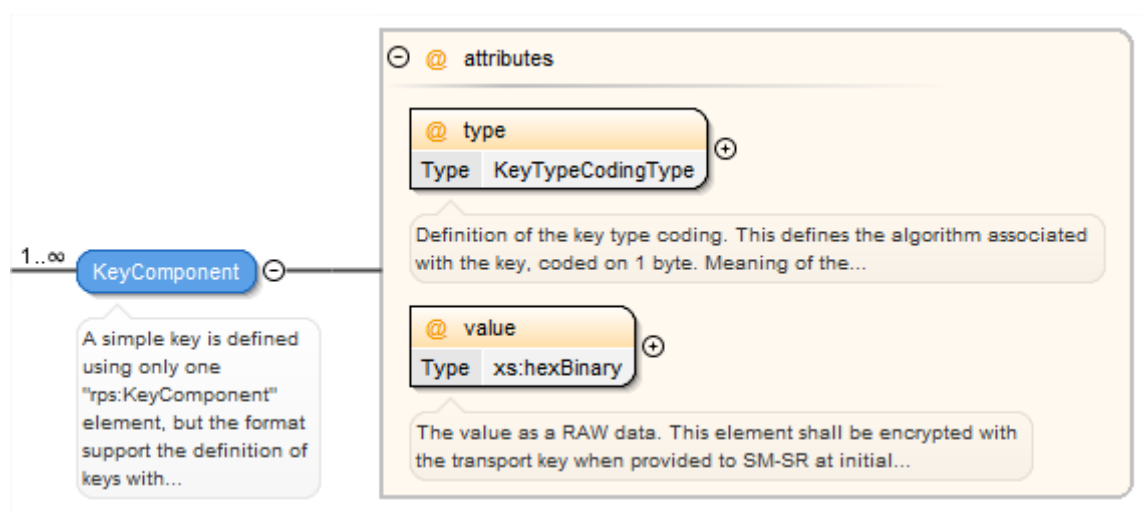 @ attributes
@ type
Type KeyTypeCodingType
Definition of the key type coding. This defines the algorithm associated
with the key, coded on 1 byte. Meaning of the...
1..∞
KeyComponent
A simple key is defined
using only one
"rps:KeyComponent"
element, but the format
support the definition of
keys with...
@ value
Type xs:hexBinary
The value as a RAW data. This element shall be encrypted with
the transport key when provided to SM-SR at initial...